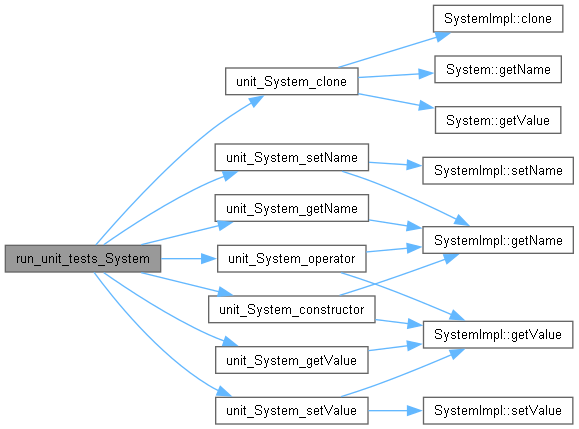 run_unit_tests_System
unit_System_clone
unit_System_setName
unit_System_getName
unit_System_operator
unit_System_constructor
unit_System_getValue
unit_System_setValue
SystemImpl::clone
System::getName
System::getValue
SystemImpl::setName
SystemImpl::getName
SystemImpl::getValue
SystemImpl::setValue